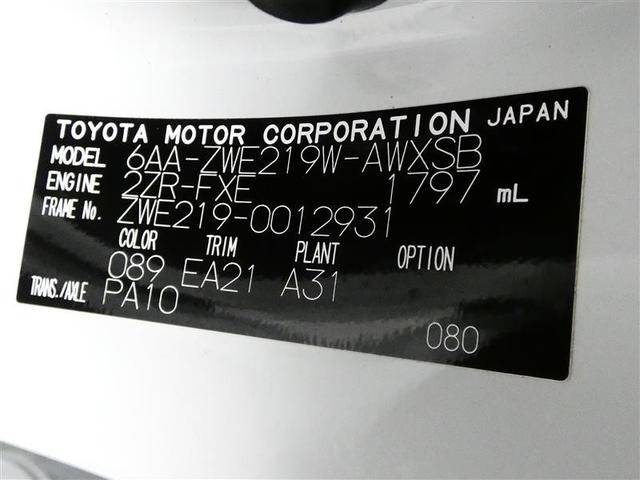 TOYOTA MOTOR CORPORATION JAPAN
MODEL 6AA-ZWE219W-AWXSB
ENGINE 2ZR-FXE 1797 mL
FRAME No. ZWE219-0012931
COLOR TRIM PLANT OPTION
089 EA21 A31
TRANS./AXLE PA10
080